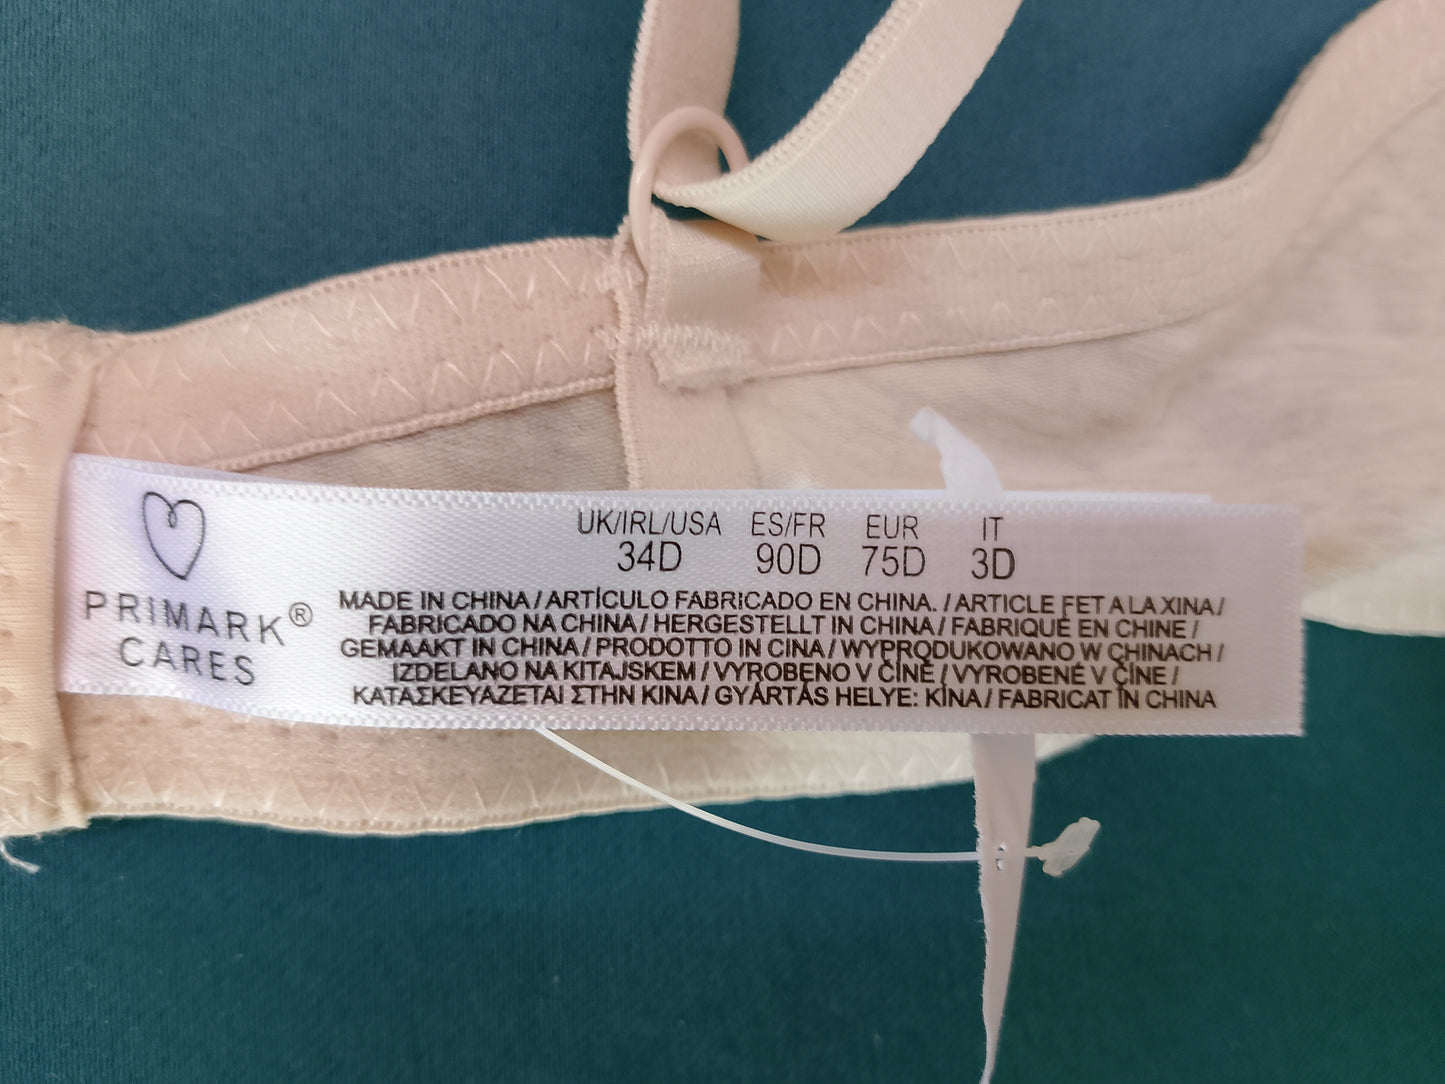 PRIMARK®
CARES
UK/IRL/USA ES/FR EUR IT
34D 90D 75D 3D
MADE IN CHINA / ARTÍCULO FABRICADO EN CHINA. / ARTICLE FET A LA XINA /
FABRICADO NA CHINA / HERGESTELLT IN CHINA / FABRIQUÉ EN CHINE /
GEMAAKT IN CHINA / PRODOTTO IN CINA / WYPRODUKOWANO W CHINACH /
IZDELANO NA KITAJSKEM / VYROBENO V ČÍNĚ / VYROBENÉ V ČÍNE /
ΚΑΤΑΣΚΕΥΑΖΕΤΑΙ ΣΤΗΝ ΚΙΝΑ / GYÁRTÁS HELYE: KÍNA / FABRICAT ÎN CHINA